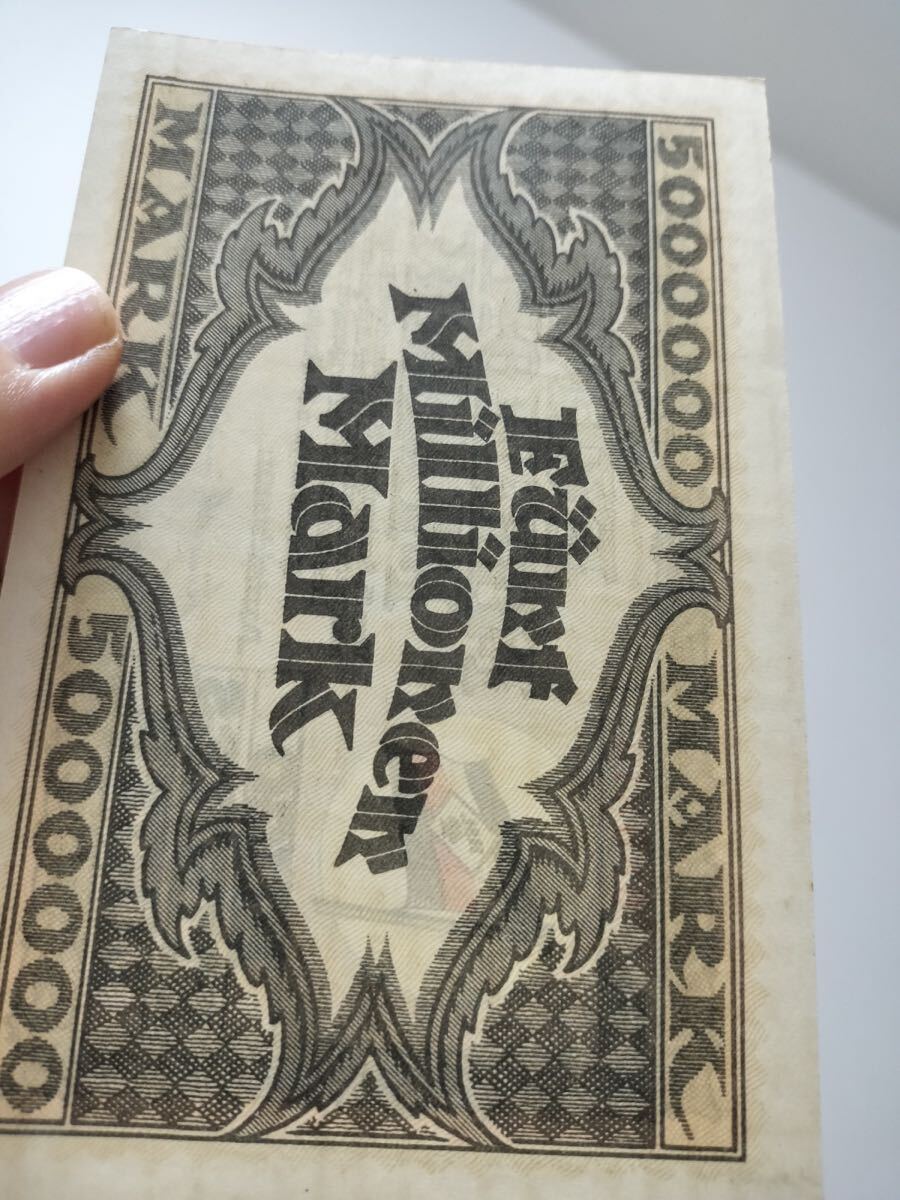 5000000 MARK
Fünf
Millionen
Mark
MARK 5000000